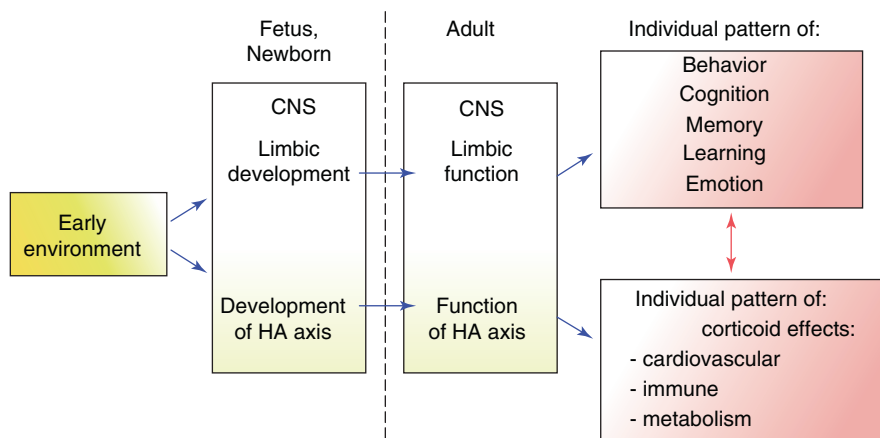 Fetus,
Newborn
Adult
Individual pattern of:
Early
environment
CNS
Limbic
development
Development
of HA axis
CNS
Limbic
function
Function
of HA axis
Behavior
Cognition
Memory
Learning
Emotion
Individual pattern of:
corticoid effects:
- cardiovascular
- immune
- metabolism